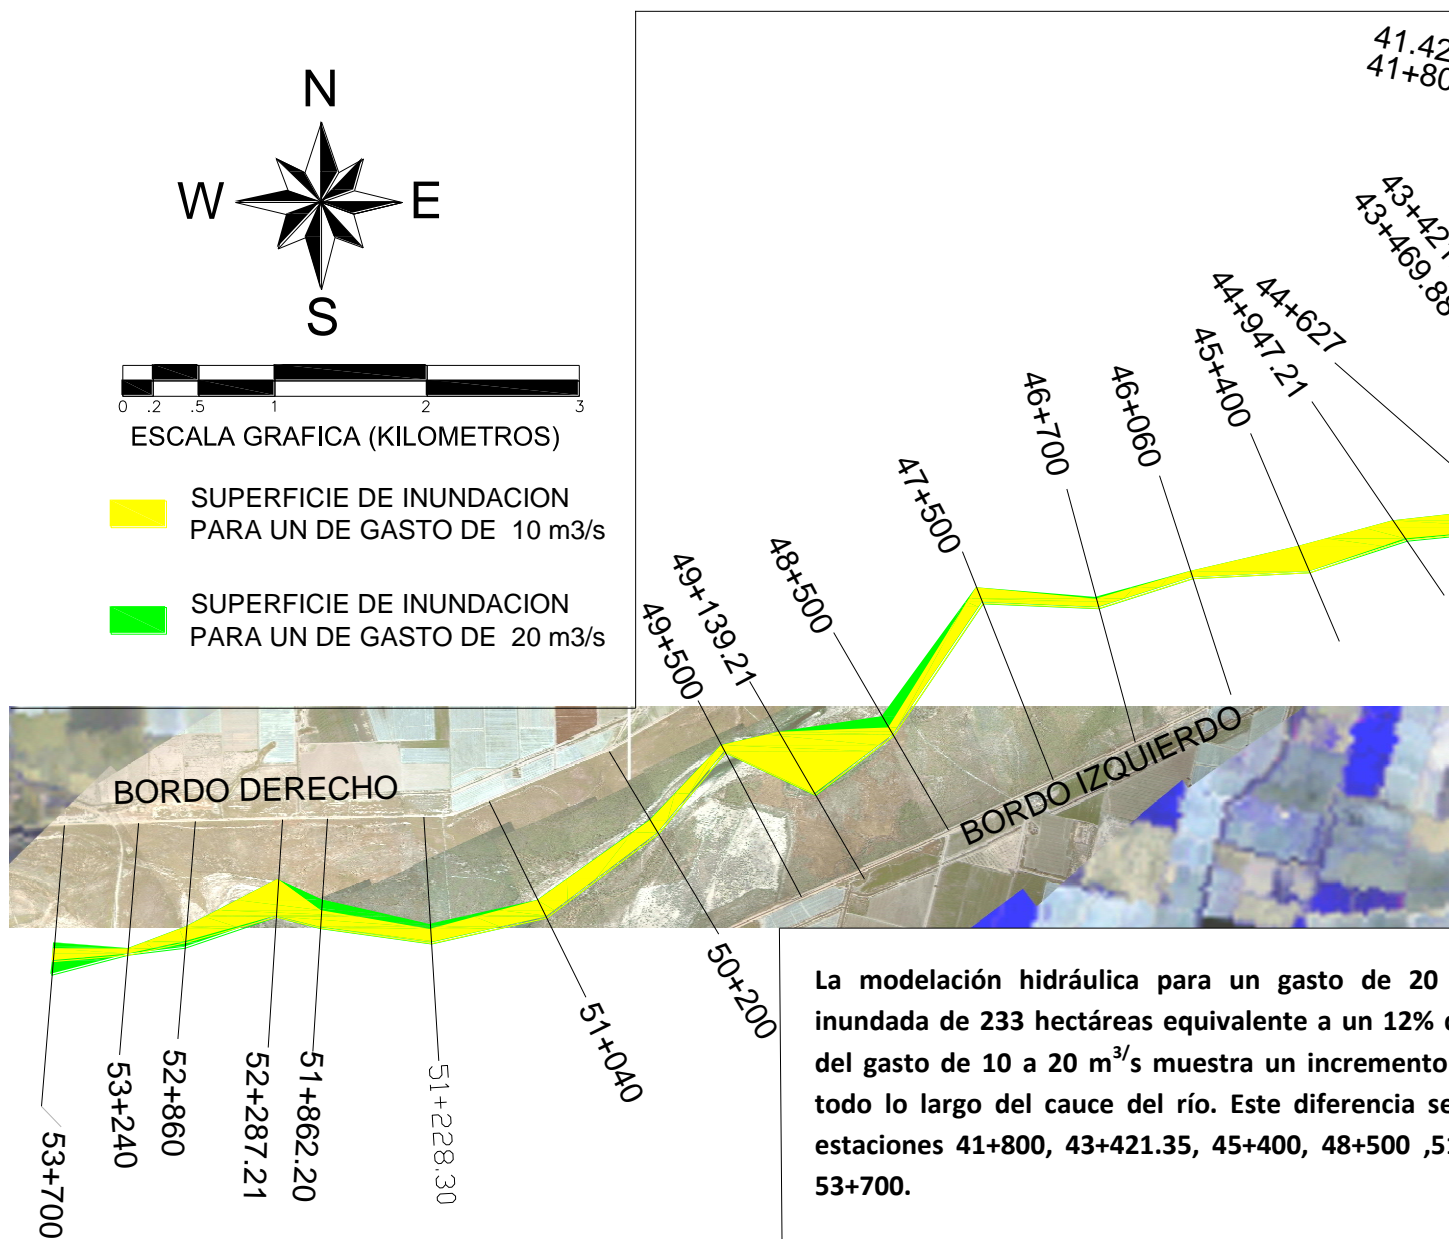 N
W E
S
0 .2 .5 1 2 3
ESCALA GRAFICA (KILOMETROS)
SUPERFICIE DE INUNDACION
PARA UN DE GASTO DE 10 m3/s
SUPERFICIE DE INUNDACION
PARA UN DE GASTO DE 20 m3/s
41.42
41+80
43+421
43+469.88
44+627
44+947.21
45+400
46+060
46+700
47+500
48+500
49+139.21
49+500
BORDO DERECHO
BORDO IZQUIERDO
50+200
51+040
51+228.30
51+862.20
52+287.21
52+860
53+240
53+700
La modelación hidráulica para un gasto de 20
inundada de 233 hectáreas equivalente a un 12%
del gasto de 10 a 20 m³/s muestra un incremento
todo lo largo del cauce del río. Este diferencia se
estaciones 41+800, 43+421.35, 45+400, 48+500 ,51
53+700.